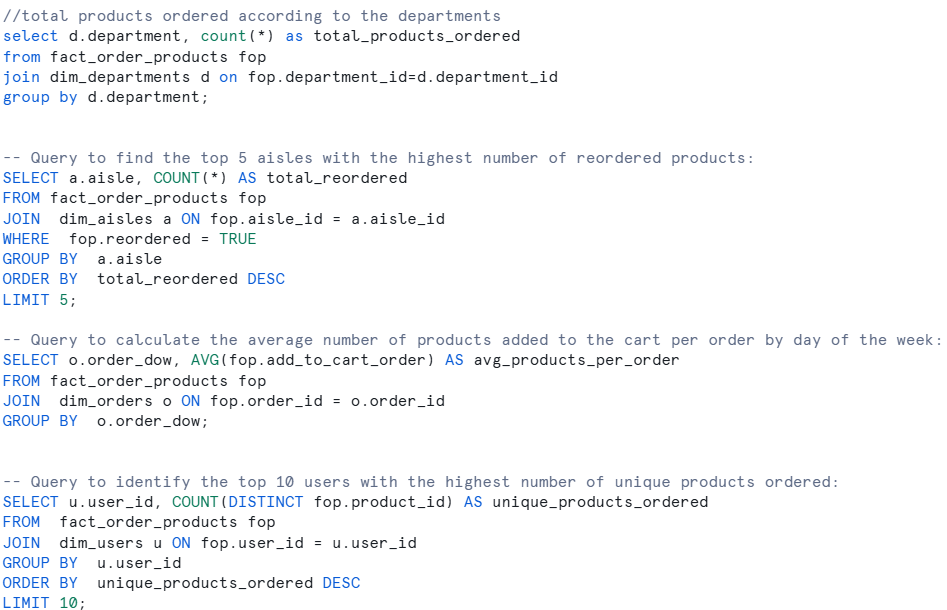 //total products ordered according to the departments
select d.department, count(*) as total_products_ordered
from fact_order_products fop
join dim_departments d on fop.department_id=d.department_id
group by d.department;
-- Query to find the top 5 aisles with the highest number of reordered products:
SELECT a.aisle, COUNT(*) AS total_reordered
FROM fact_order_products fop
JOIN  dim_aisles a ON fop.aisle_id = a.aisle_id
WHERE  fop.reordered = TRUE
GROUP BY  a.aisle
ORDER BY  total_reordered DESC
LIMIT 5;
-- Query to calculate the average number of products added to the cart per order by day of the week:
SELECT o.order_dow, AVG(fop.add_to_cart_order) AS avg_products_per_order
FROM fact_order_products fop
JOIN  dim_orders o ON fop.order_id = o.order_id
GROUP BY  o.order_dow;
-- Query to identify the top 10 users with the highest number of unique products ordered:
SELECT u.user_id, COUNT(DISTINCT fop.product_id) AS unique_products_ordered
FROM  fact_order_products fop
JOIN  dim_users u ON fop.user_id = u.user_id
GROUP BY  u.user_id
ORDER BY  unique_products_ordered DESC
LIMIT 10;